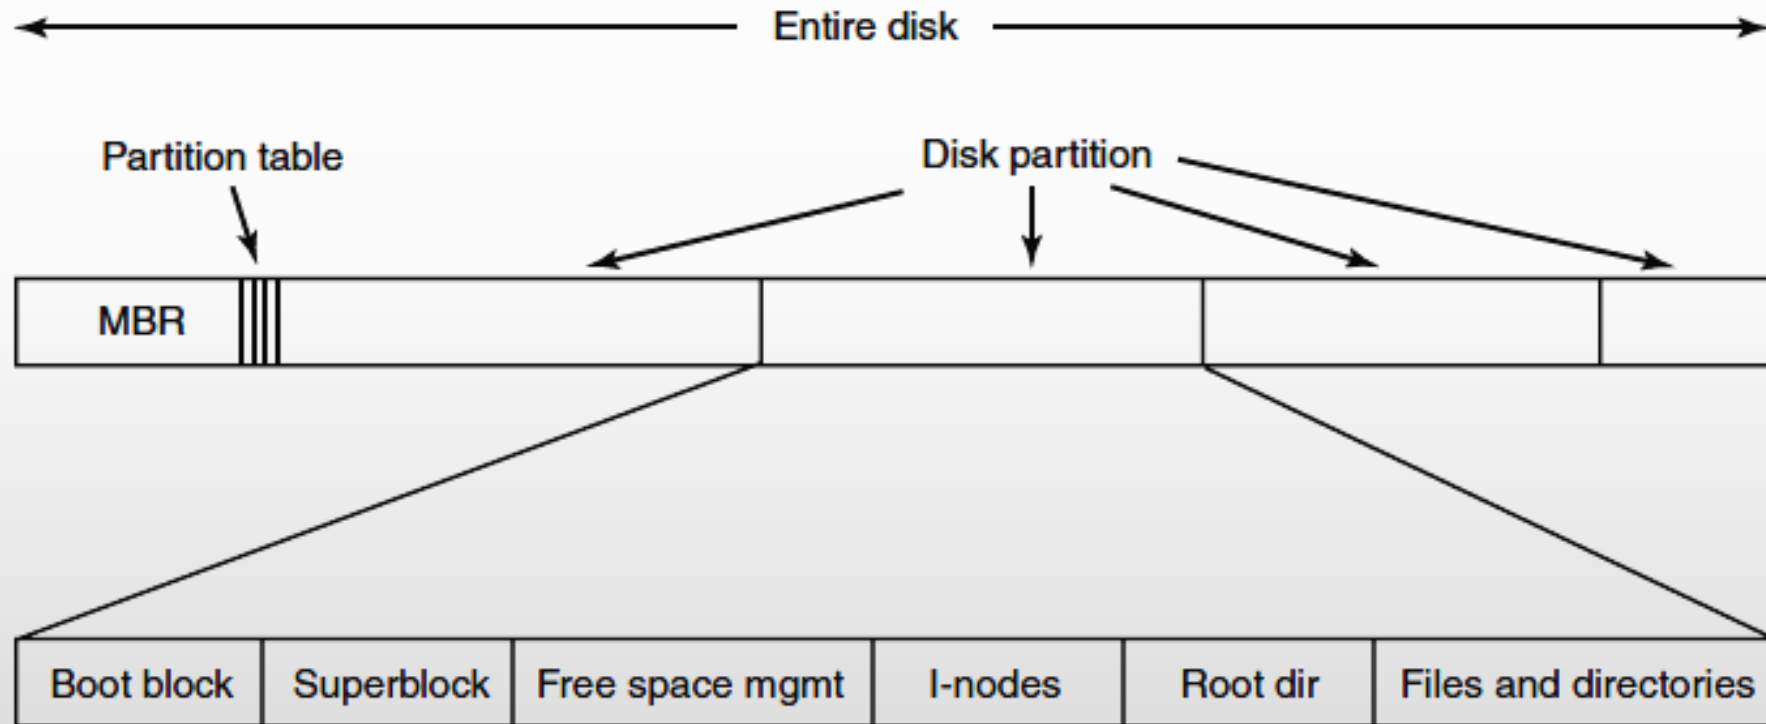 Entire disk
Partition table
Disk partition
MBR
Boot block
Superblock
Free space mgmt
I-nodes
Root dir
Files and directories